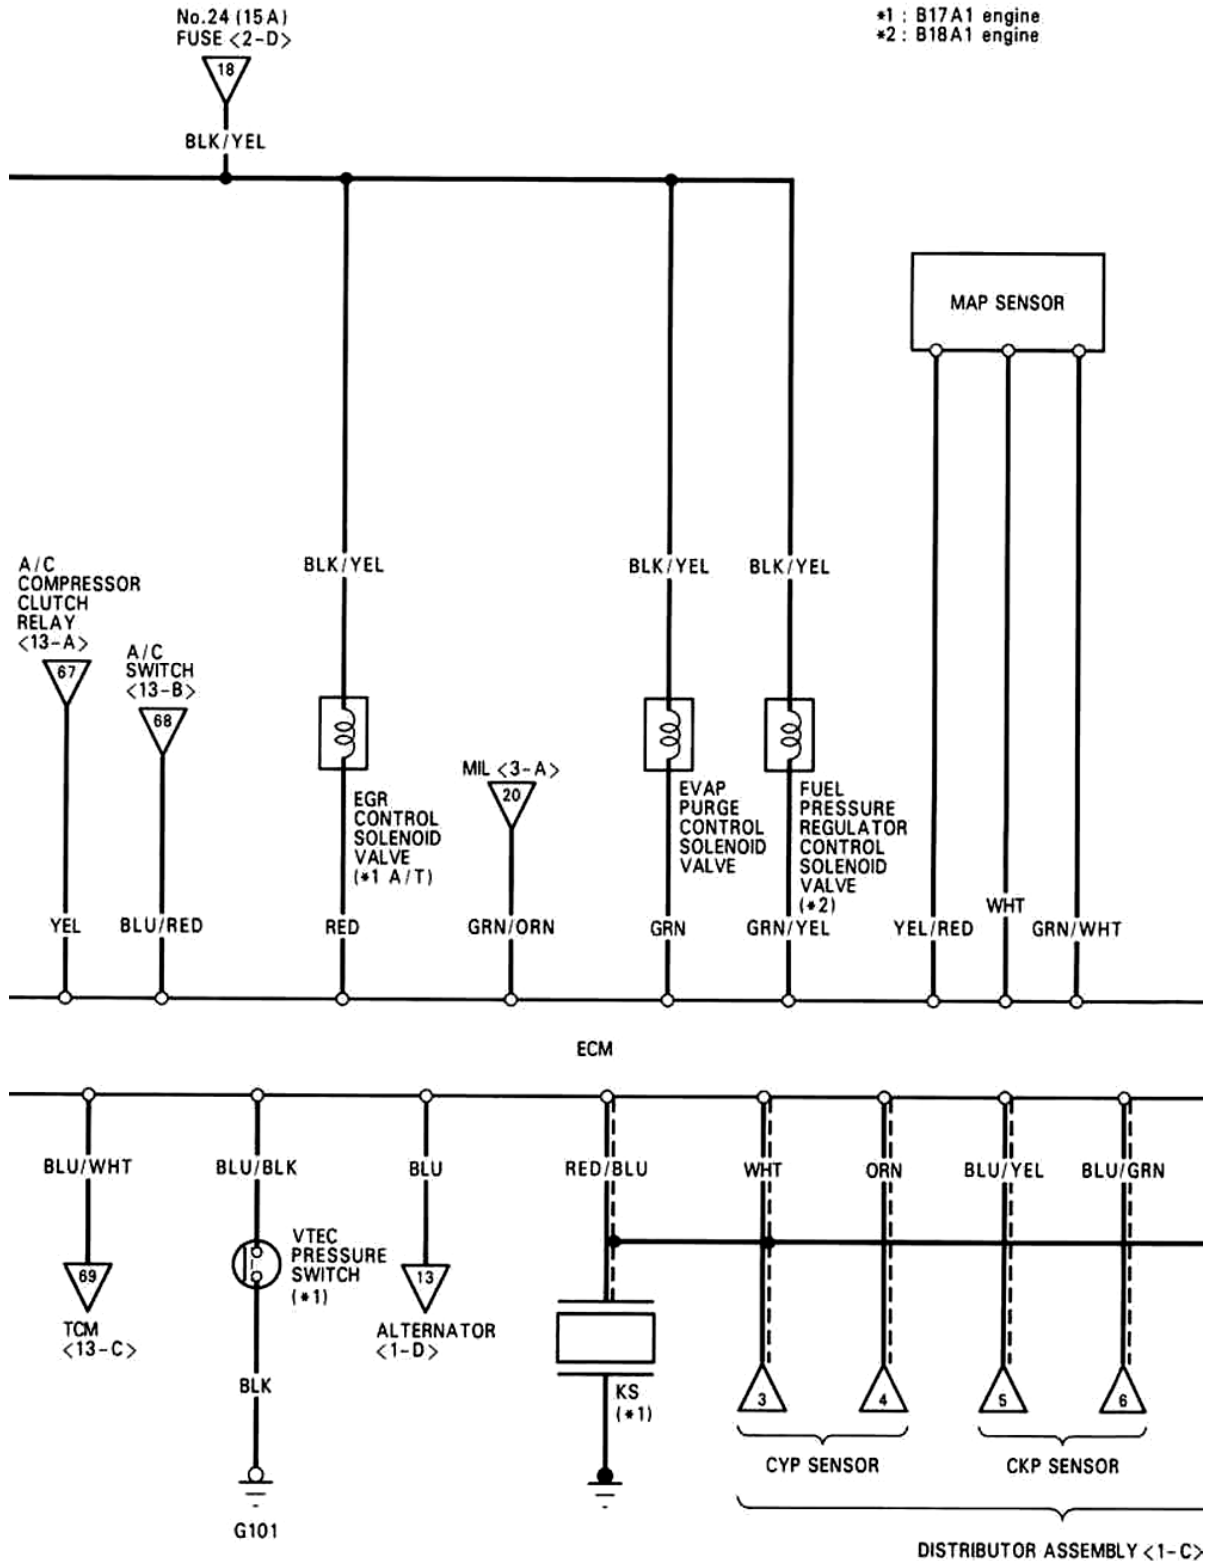 No.24 (15A)
FUSE <2-D>
*1 : B17A1 engine
*2 : B18A1 engine
18
BLK/YEL
MAP SENSOR
BLK/YEL
BLK/YEL
BLK/YEL
A/C
COMPRESSOR
CLUTCH
RELAY
<13-A>
67
A/C
SWITCH
<13-B>
68
MIL <3-A>
20
EGR
CONTROL
SOLENOID
VALVE
(*1 A/T)
EVAP
PURGE
CONTROL
SOLENOID
VALVE
FUEL
PRESSURE
REGULATOR
CONTROL
SOLENOID
VALVE
(*2)
YEL
BLU/RED
RED
GRN/ORN
GRN
GRN/YEL
YEL/RED
WHT
GRN/WHT
ECM
BLU/WHT
BLU/BLK
BLU
RED/BLU
WHT
ORN
BLU/YEL
BLU/GRN
69
TCM
<13-C>
VTEC
PRESSURE
SWITCH
(*1)
13
ALTERNATOR
<1-D>
BLK
KS
(*1)
3
4
5
6
CYP SENSOR
CKP SENSOR
G101
DISTRIBUTOR ASSEMBLY <1-C>